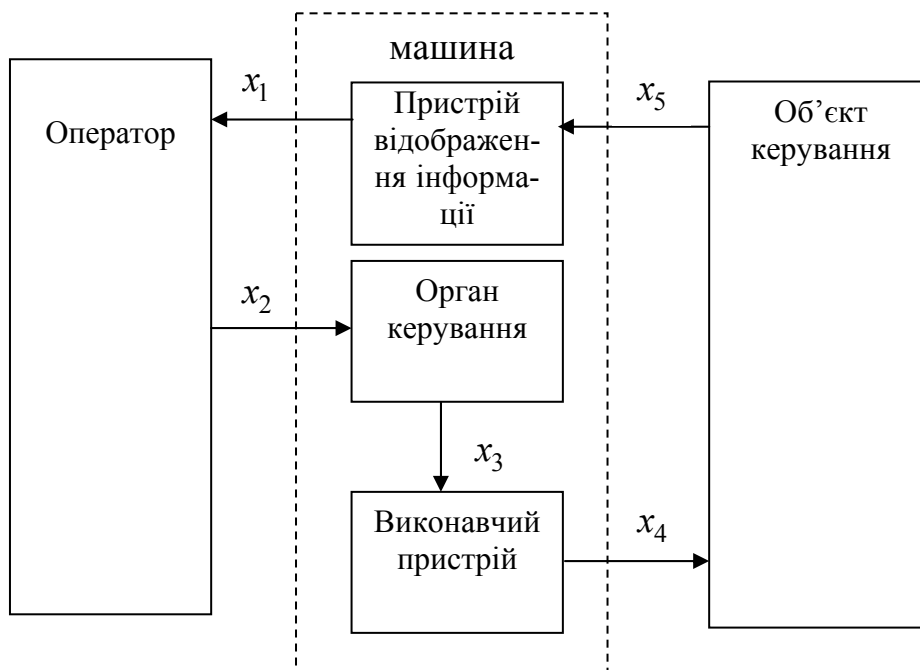 машина
x1
Пристрій
відображен-
ня інформа-
ції
x5
Оператор
Об’єкт
керування
x2
Орган
керування
x3
Виконавчий
пристрій
x4